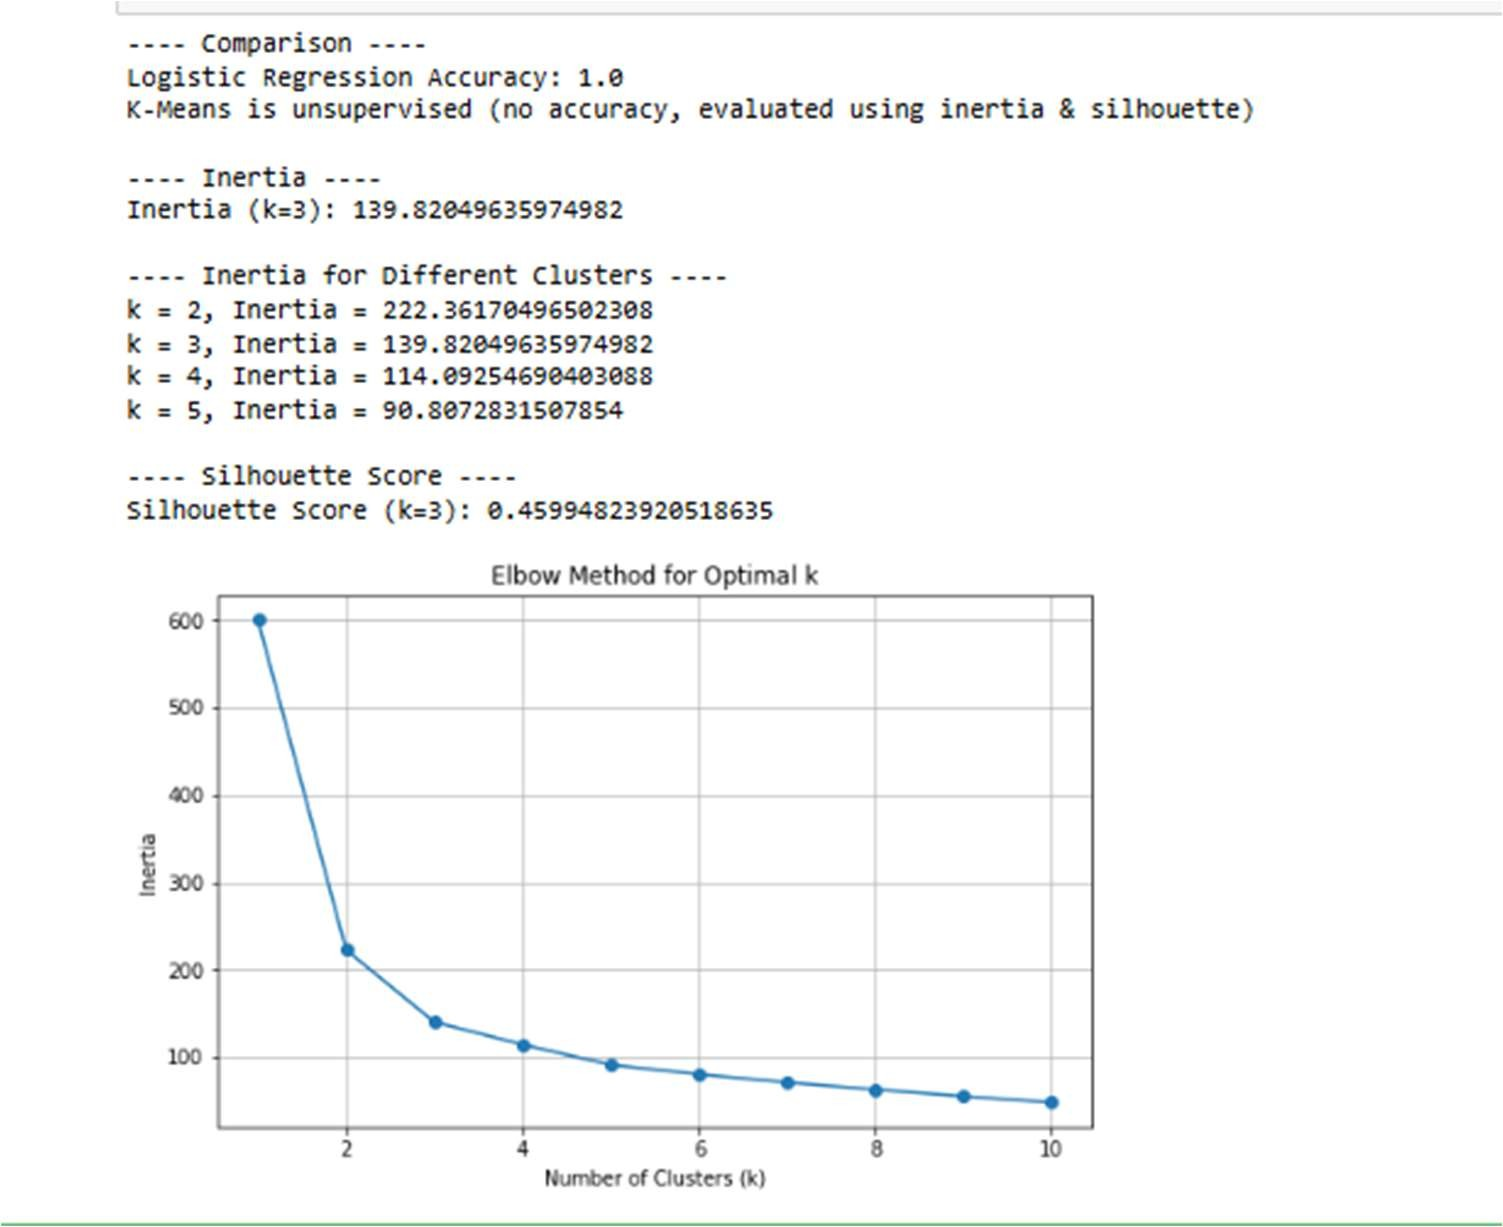 ---- Comparison ----
Logistic Regression Accuracy: 1.0
K-Means is unsupervised (no accuracy, evaluated using inertia & silhouette)
---- Inertia ----
Inertia (k=3): 139.82049635974982
---- Inertia for Different Clusters ----
k = 2, Inertia = 222.36170496502308
k = 3, Inertia = 139.82049635974982
k = 4, Inertia = 114.09254690403088
k = 5, Inertia = 90.8072831507854
---- Silhouette Score ----
Silhouette Score (k=3): 0.45994823920518635
Elbow Method for Optimal k
600
500
400
300
200
100
Inertia
2 4 6 8 10
Number of Clusters (k)